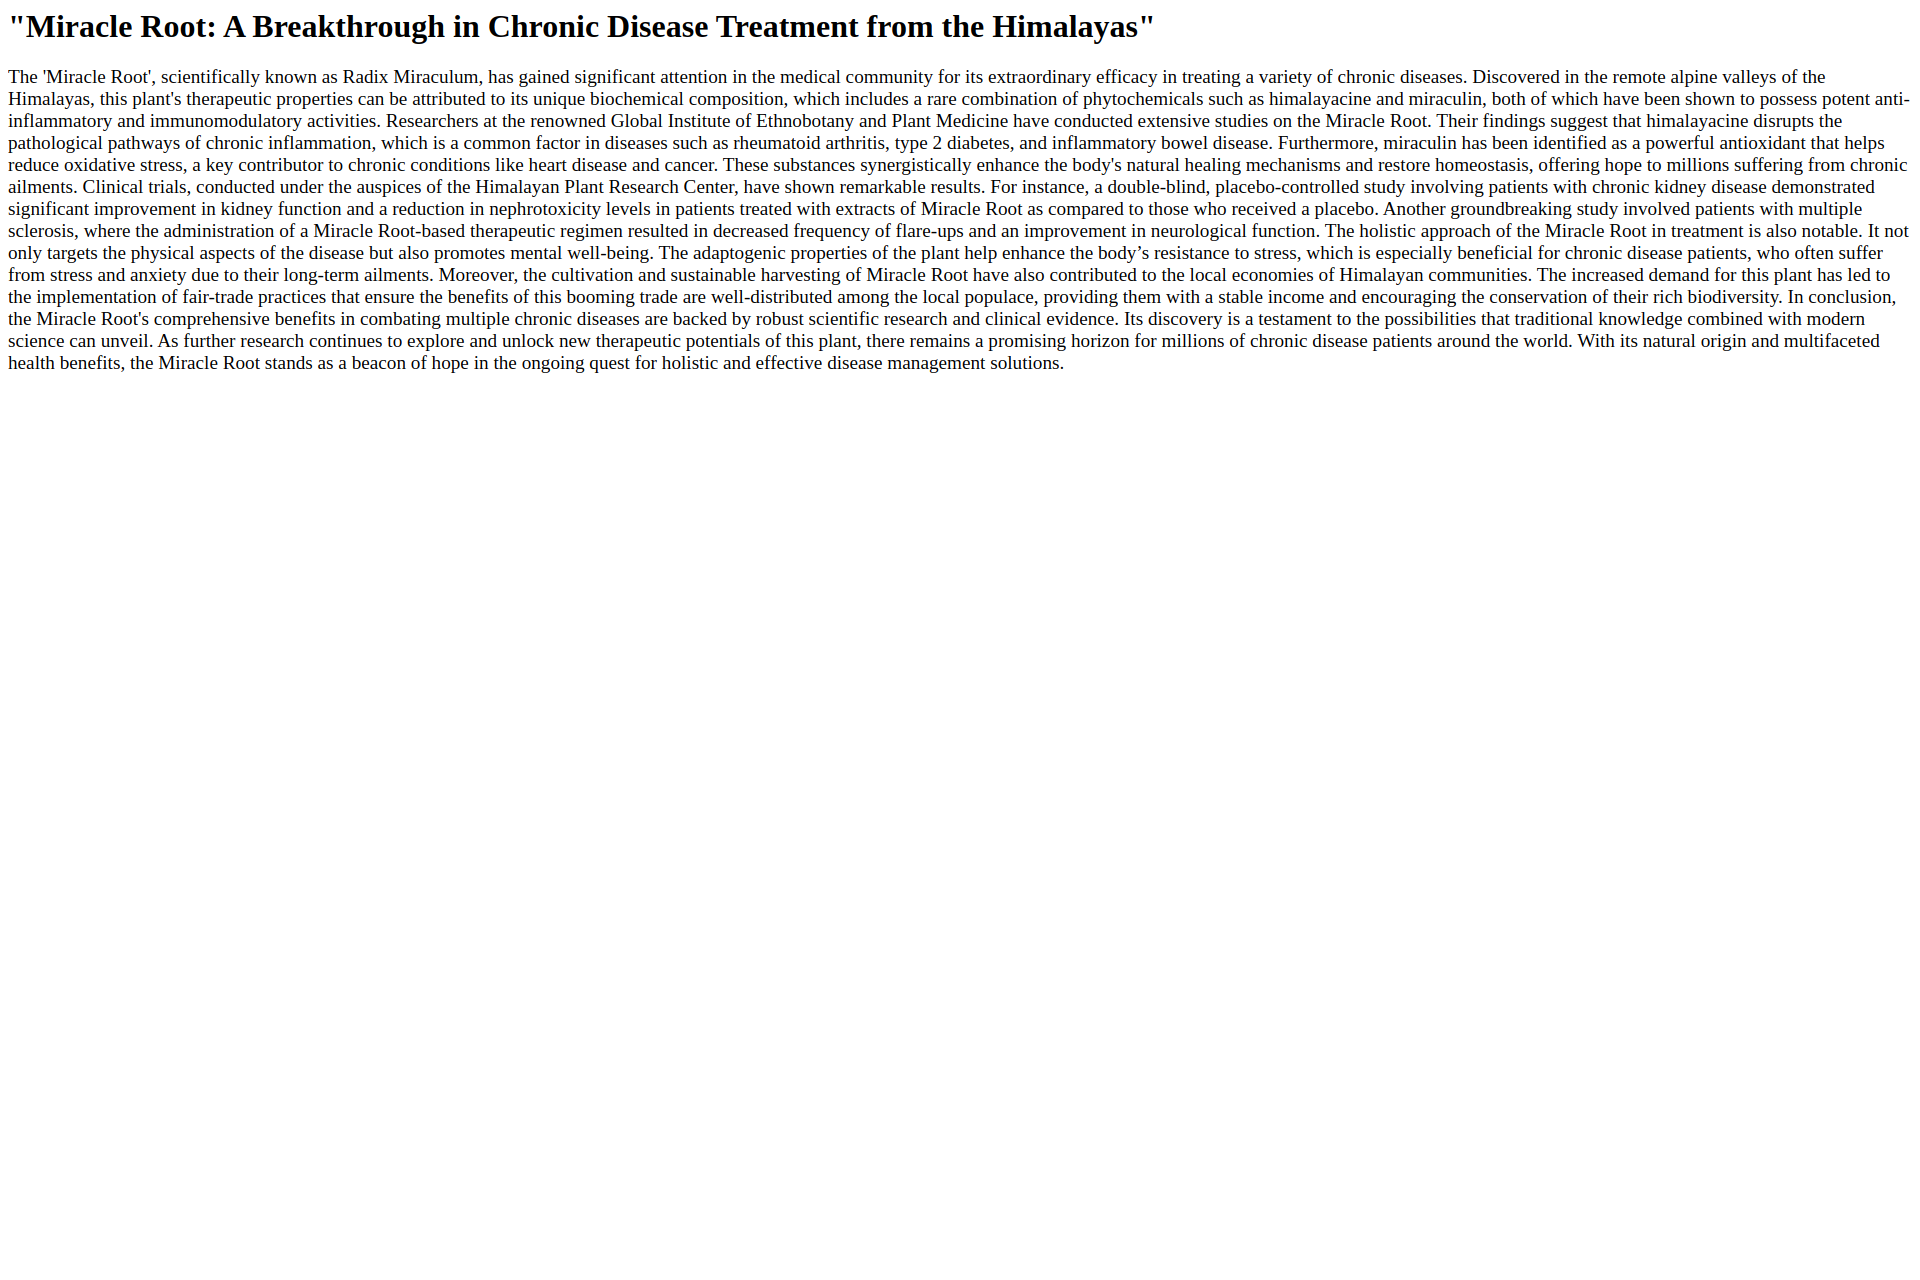 "Miracle Root: A Breakthrough in Chronic Disease Treatment from the Himalayas"
The 'Miracle Root', scientifically known as Radix Miraculum, has gained significant attention in the medical community for its extraordinary efficacy in treating a variety of chronic diseases. Discovered in the remote alpine valleys of the
Himalayas, this plant's therapeutic properties can be attributed to its unique biochemical composition, which includes a rare combination of phytochemicals such as himalayacine and miraculin, both of which have been shown to possess potent anti-
inflammatory and immunomodulatory activities. Researchers at the renowned Global Institute of Ethnobotany and Plant Medicine have conducted extensive studies on the Miracle Root. Their findings suggest that himalayacine disrupts the
pathological pathways of chronic inflammation, which is a common factor in diseases such as rheumatoid arthritis, type 2 diabetes, and inflammatory bowel disease. Furthermore, miraculin has been identified as a powerful antioxidant that helps
reduce oxidative stress, a key contributor to chronic conditions like heart disease and cancer. These substances synergistically enhance the body's natural healing mechanisms and restore homeostasis, offering hope to millions suffering from chronic
ailments. Clinical trials, conducted under the auspices of the Himalayan Plant Research Center, have shown remarkable results. For instance, a double-blind, placebo-controlled study involving patients with chronic kidney disease demonstrated
significant improvement in kidney function and a reduction in nephrotoxicity levels in patients treated with extracts of Miracle Root as compared to those who received a placebo. Another groundbreaking study involved patients with multiple
sclerosis, where the administration of a Miracle Root-based therapeutic regimen resulted in decreased frequency of flare-ups and an improvement in neurological function. The holistic approach of the Miracle Root in treatment is also notable. It not
only targets the physical aspects of the disease but also promotes mental well-being. The adaptogenic properties of the plant help enhance the body’s resistance to stress, which is especially beneficial for chronic disease patients, who often suffer
from stress and anxiety due to their long-term ailments. Moreover, the cultivation and sustainable harvesting of Miracle Root have also contributed to the local economies of Himalayan communities. The increased demand for this plant has led to
the implementation of fair-trade practices that ensure the benefits of this booming trade are well-distributed among the local populace, providing them with a stable income and encouraging the conservation of their rich biodiversity. In conclusion,
the Miracle Root's comprehensive benefits in combating multiple chronic diseases are backed by robust scientific research and clinical evidence. Its discovery is a testament to the possibilities that traditional knowledge combined with modern
science can unveil. As further research continues to explore and unlock new therapeutic potentials of this plant, there remains a promising horizon for millions of chronic disease patients around the world. With its natural origin and multifaceted
health benefits, the Miracle Root stands as a beacon of hope in the ongoing quest for holistic and effective disease management solutions.